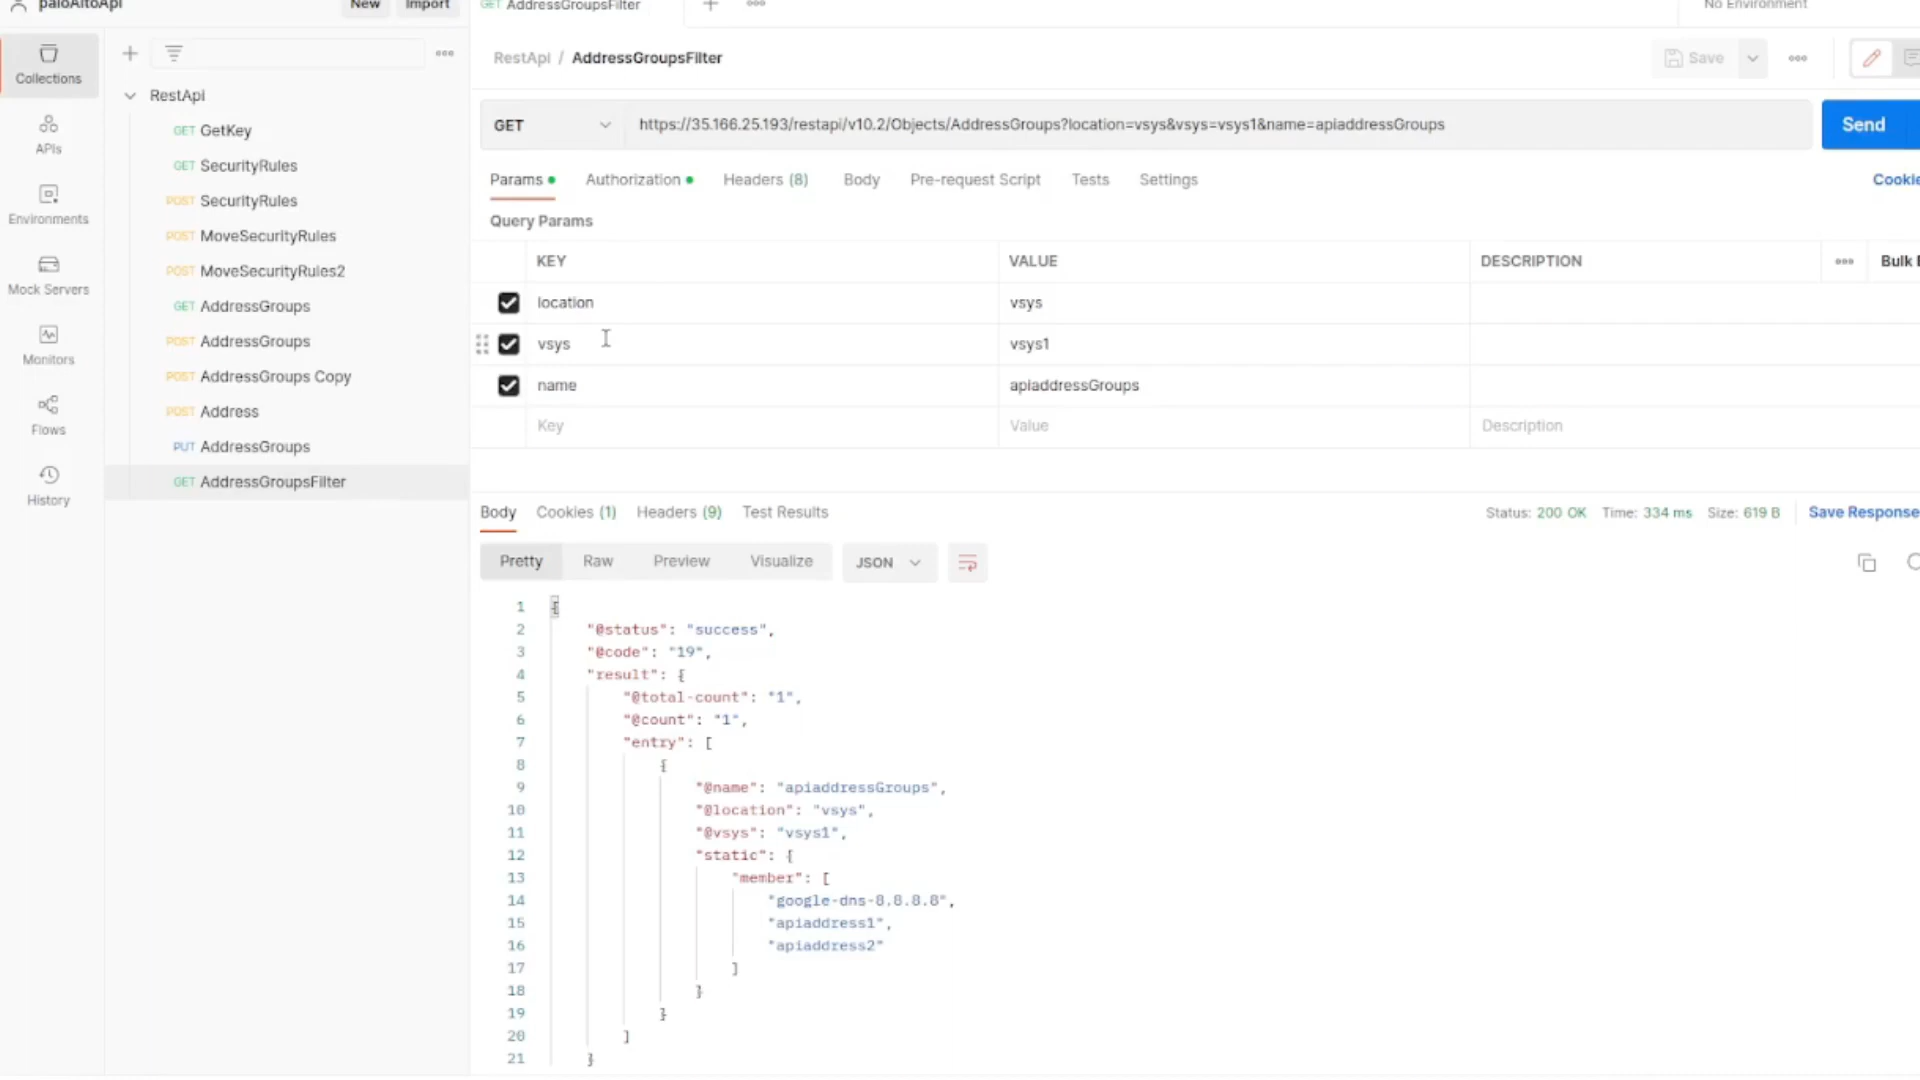 paloAltoApi
New
Import
GET AddressGroupsFilter
No Environment
Collections
APIs
Environments
Mock Servers
Monitors
Flows
History
RestApi
GET GetKey
GET SecurityRules
POST SecurityRules
POST MoveSecurityRules
POST MoveSecurityRules2
GET AddressGroups
POST AddressGroups
POST AddressGroups Copy
POST Address
PUT AddressGroups
GET AddressGroupsFilter
RestApi / AddressGroupsFilter
Save
GET https://35.166.25.193/restapi/v10.2/Objects/AddressGroups?location=vsys&vsys=vsys1&name=apiaddressGroups
Send
Params Authorization Headers (8) Body Pre-request Script Tests Settings Cookie
Query Params
KEY VALUE DESCRIPTION Bulk
location vsys
vsys vsys1
name apiaddressGroups
Key Value Description
Body Cookies (1) Headers (9) Test Results Status: 200 OK Time: 334 ms Size: 619 B Save Response
Pretty Raw Preview Visualize JSON
1 {
2 "@status": "success",
3 "@code": "19",
4 "result": {
5 "@total-count": "1",
6 "@count": "1",
7 "entry": [
8 {
9 "@name": "apiaddressGroups",
10 "@location": "vsys",
11 "@vsys": "vsys1",
12 "static": {
13 "member": [
14 "google-dns-8.8.8.8",
15 "apiaddress1",
16 "apiaddress2"
17 ]
18 }
19 }
20 ]
21 }